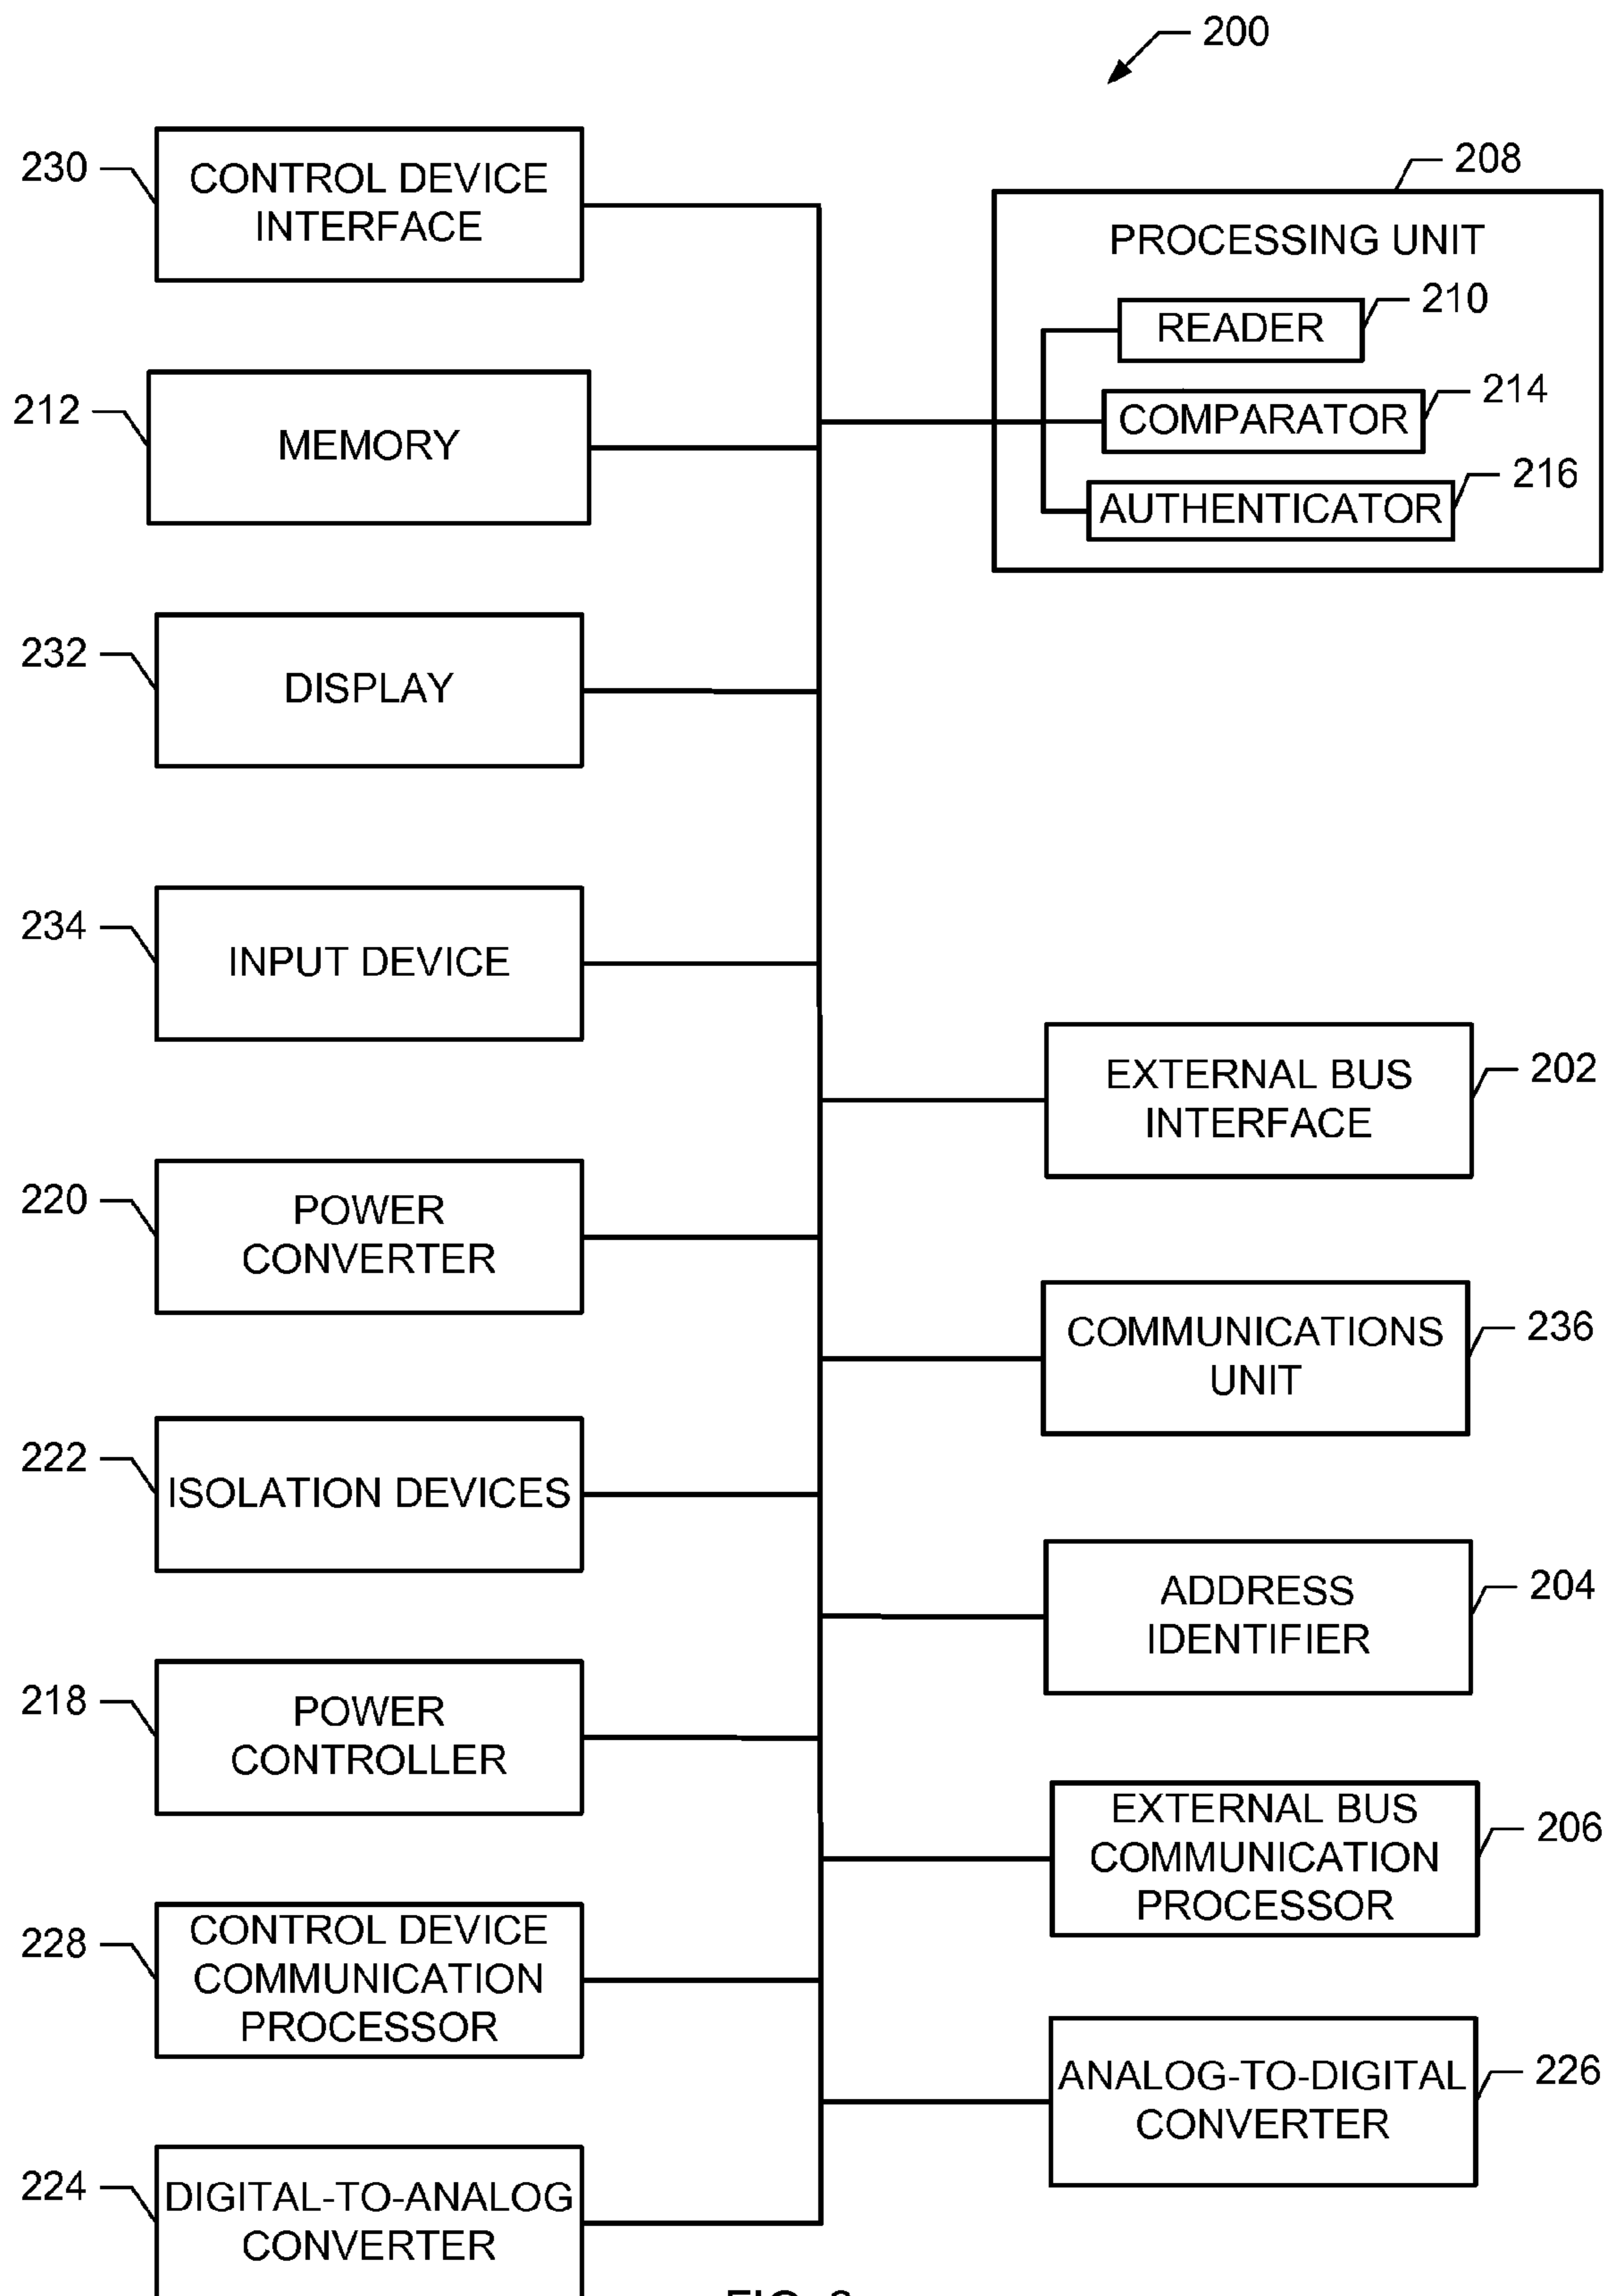 200
230
CONTROL DEVICE
INTERFACE
208
PROCESSING UNIT
210
READER
214
COMPARATOR
216
AUTHENTICATOR
212
MEMORY
232
DISPLAY
234
INPUT DEVICE
EXTERNAL BUS
INTERFACE
202
220
POWER
CONVERTER
COMMUNICATIONS
UNIT
236
222
ISOLATION DEVICES
ADDRESS
IDENTIFIER
204
218
POWER
CONTROLLER
EXTERNAL BUS
COMMUNICATION
PROCESSOR
206
228
CONTROL DEVICE
COMMUNICATION
PROCESSOR
ANALOG-TO-DIGITAL
CONVERTER
226
224
DIGITAL-TO-ANALOG
CONVERTER
FIG.